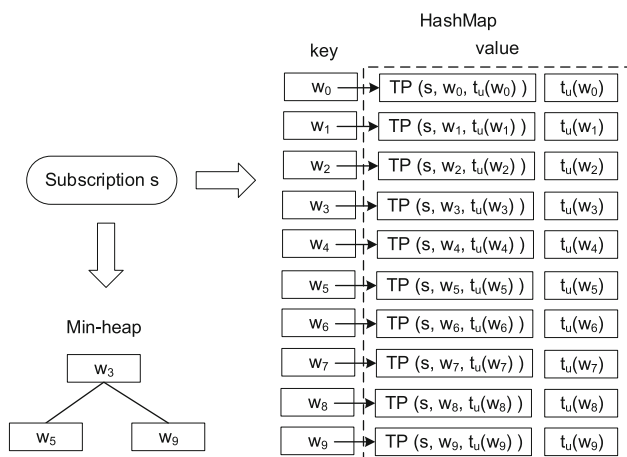 HashMap
key value
w₀ TP (s, w₀, tᵤ(w₀) ) tᵤ(w₀)
w₁ TP (s, w₁, tᵤ(w₁) ) tᵤ(w₁)
w₂ TP (s, w₂, tᵤ(w₂) ) tᵤ(w₂)
w₃ TP (s, w₃, tᵤ(w₃) ) tᵤ(w₃)
w₄ TP (s, w₄, tᵤ(w₄) ) tᵤ(w₄)
w₅ TP (s, w₅, tᵤ(w₅) ) tᵤ(w₅)
w₆ TP (s, w₆, tᵤ(w₆) ) tᵤ(w₆)
w₇ TP (s, w₇, tᵤ(w₇) ) tᵤ(w₇)
w₈ TP (s, w₈, tᵤ(w₈) ) tᵤ(w₈)
w₉ TP (s, w₉, tᵤ(w₉) ) tᵤ(w₉)
Subscription s
Min-heap
w₃
w₅ w₉